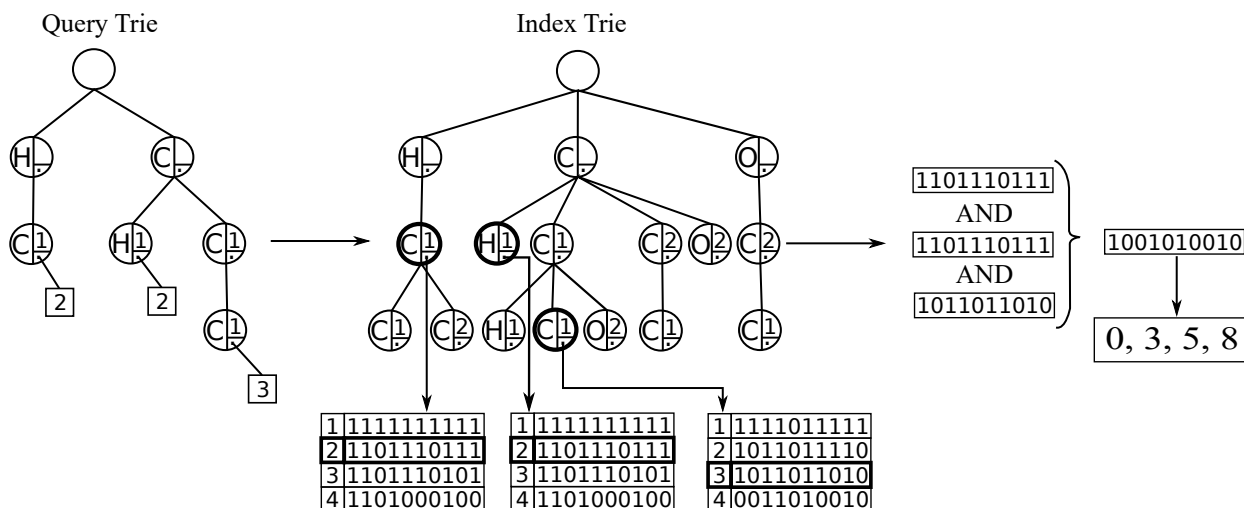 Query Trie
Index Trie
H .
C .
H .
C .
O .
C 1 .
H 1 .
C 1 .
C 1 .
H 1 .
C 1 .
C 2 .
O 2 .
C 2 .
1101110111
AND
1101110111
AND
1011011010
1001010010
2
2
C 1 .
C 1 .
C 2 .
H 1 .
C 1 .
O 2 .
C 1 .
C 1 .
0, 3, 5, 8
3
1 1111111111
2 1101110111
3 1101110101
4 1101000100
1 1111111111
2 1101110111
3 1101110101
4 1101000100
1 1111011111
2 1011011110
3 1011011010
4 0011010010